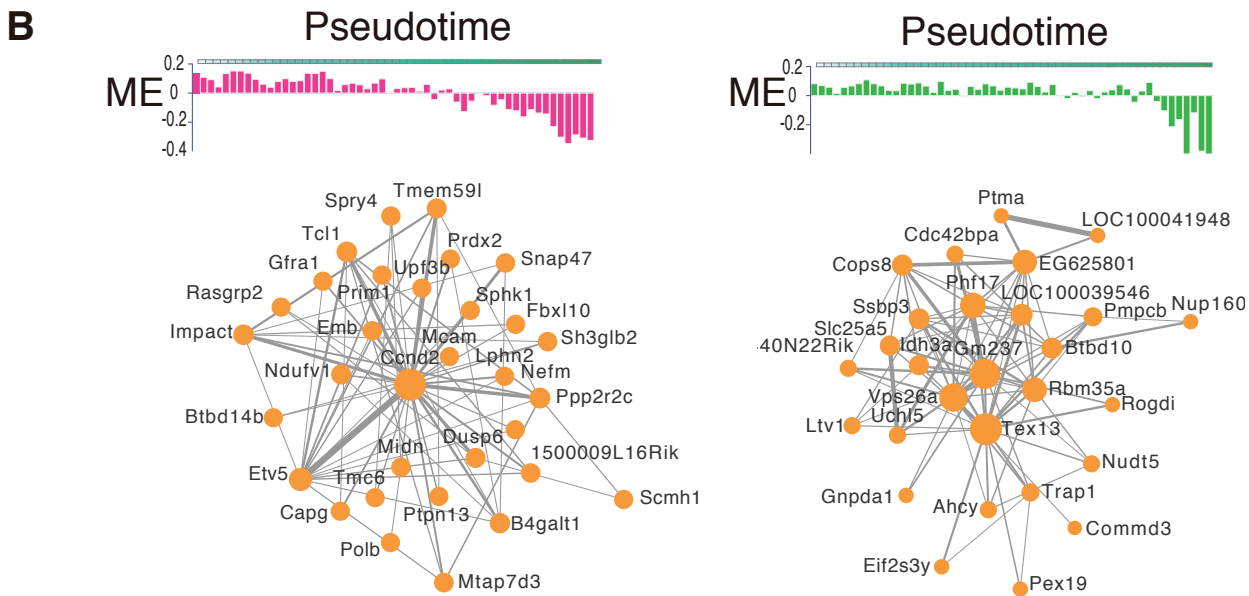 B
Pseudotime
ME
0.2
0
-0.2
-0.4
Tmem59l
Spry4
Tcl1
Prdx2
Gfra1
Upf3b
Snap47
Rasgrp2
Prim1
Sphk1
Fbxl10
Impact
Emb
Mcam
Sh3glb2
Ccnd2
Lphn2
Ndufv1
Nefm
Ppp2r2c
Btbd14b
Midn
Dusp6
1500009L16Rik
Etv5
Tmc6
Scmh1
Capg
Ptpn13
B4galt1
Polb
Mtap7d3
Pseudotime
ME
0.2
0
-0.2
Ptma
LOC100041948
Cdc42bpa
Cops8
EG625801
Phf17
LOC100039546
Ssbp3
Pmpcb
Nup160
Slc25a5
40N22Rik
Idh3a
Gm237
Btbd10
Vps26a
Rbm35a
Rogdi
Ltv1
Uchl5
Tex13
Nudt5
Gnpda1
Trap1
Ahcy
Commd3
Eif2s3y
Pex19